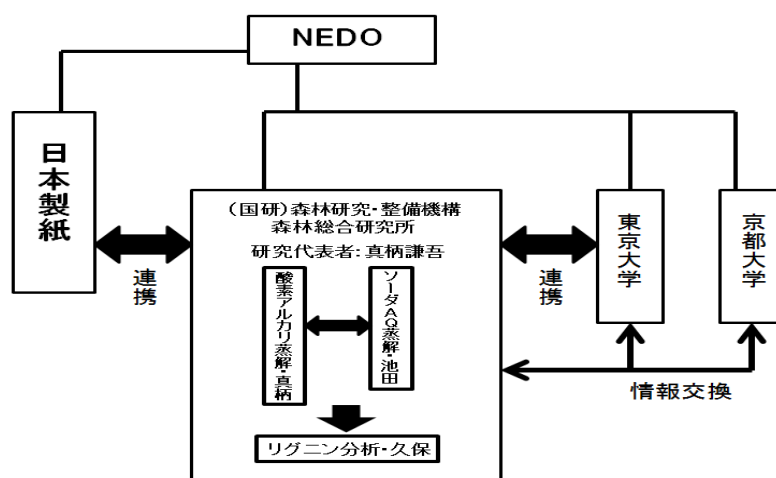 NEDO
日本製紙
(国研)森林研究・整備機構
森林総合研究所
研究代表者:真柄謙吾
酸素アルカリ蒸解・真柄
ソーダAQ蒸解・池田
リグニン分析・久保
連携
連携
東京大学
京都大学
情報交換